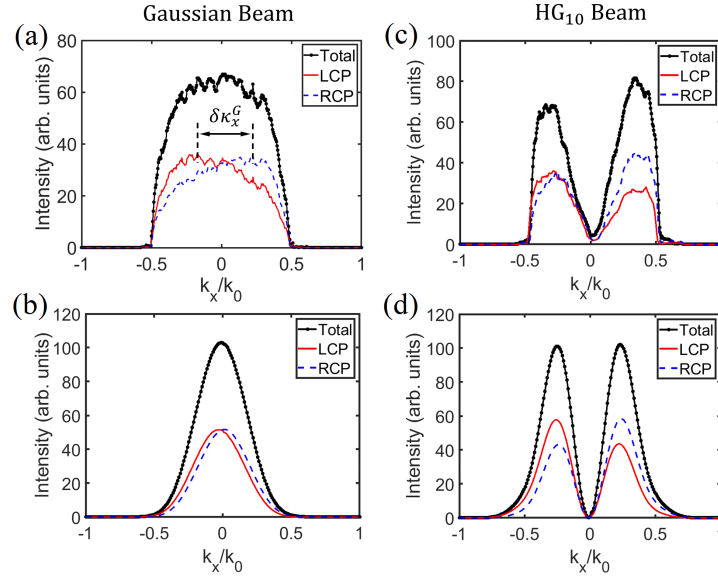 Gaussian Beam
HG₁₀ Beam
(a)
80
60
40
20
0
Intensity (arb. units)
-1 -0.5 0 0.5 1
kₓ/k₀
Total
LCP
RCP
δκₓᴳ
(c)
100
80
60
40
20
0
Intensity (arb. units)
-1 -0.5 0 0.5 1
kₓ/k₀
Total
LCP
RCP
(b)
120
100
80
60
40
20
0
Intensity (arb. units)
-1 -0.5 0 0.5 1
kₓ/k₀
Total
LCP
RCP
(d)
120
100
80
60
40
20
0
Intensity (arb. units)
-1 -0.5 0 0.5 1
kₓ/k₀
Total
LCP
RCP